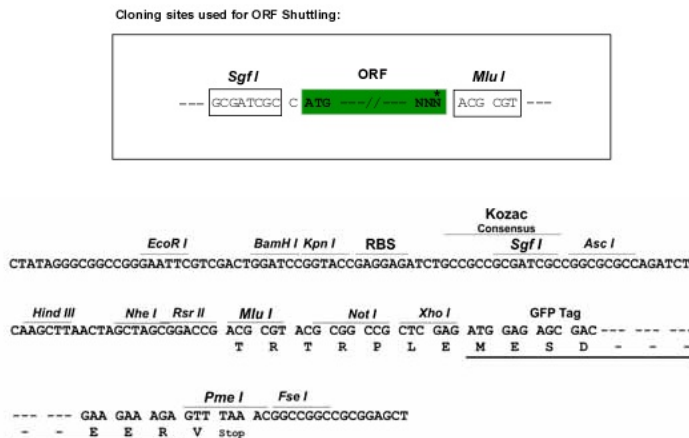 Cloning sites used for ORF Shuttling:
Sgf I ORF Mlu I
--- GCGATCGC C ATG ---//--- NNN* ACG CGT ---
Kozac
Consensus
EcoR I BamH I Kpn I RBS Sgf I Asc I
CTATAGGGCGGCCGGGAATTCGTCGACTGGATCCGGTACCGAGGAGATCTGCCGCCGCGATCGCCGGCGCGCCAGATCT
Hind III Nhe I Rsr II Mlu I Not I Xho I GFP Tag
CAAGCTTAACTAGCTAGCGGACCG ACG CGT ACG CGG CCG CTC GAG ATG GAG AGC GAC --- ---
T R T R P L E M E S D - -
Pme I Fse I
--- --- GAA GAA AGA GTT TAA ACGGCCGGCCGCGGAGCT
- - E E R V Stop